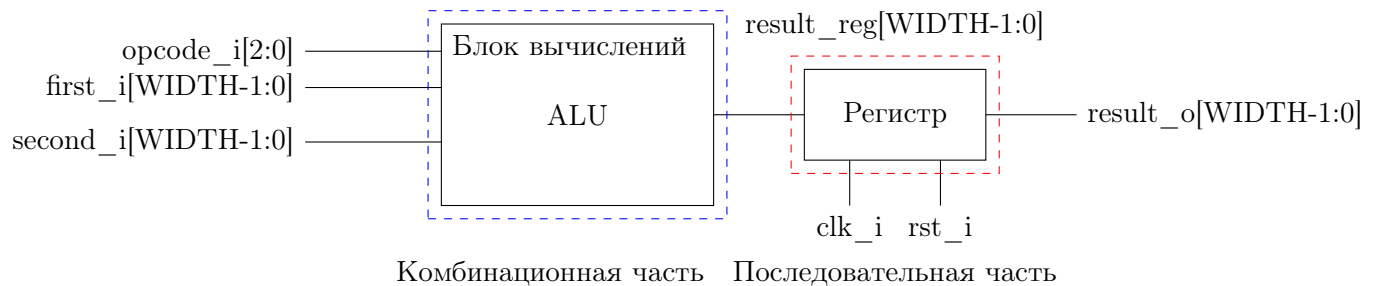 result_reg[WIDTH-1:0]
opcode_i[2:0]
first_i[WIDTH-1:0]
second_i[WIDTH-1:0]
Блок вычислений
ALU
Регистр
result_o[WIDTH-1:0]
clk_i
rst_i
Комбинационная часть
Последовательная часть